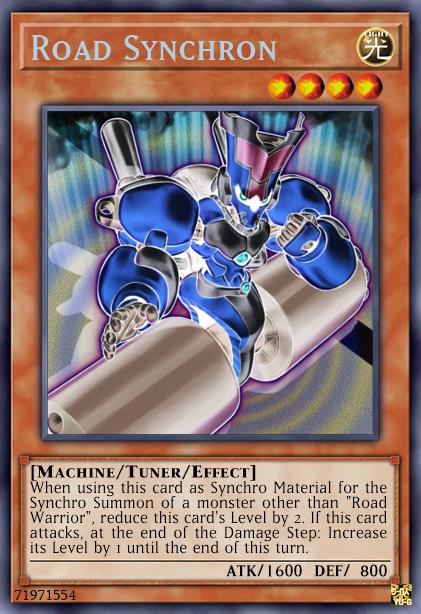 ROAD SYNCHRON
LIGHT
光
[MACHINE/TUNER/EFFECT]
When using this card as Synchro Material for the
Synchro Summon of a monster other than "Road
Warrior", reduce this card's Level by 2. If this card
attacks, at the end of the Damage Step: Increase
its Level by 1 until the end of this turn.
ATK/1600 DEF/ 800
71971554